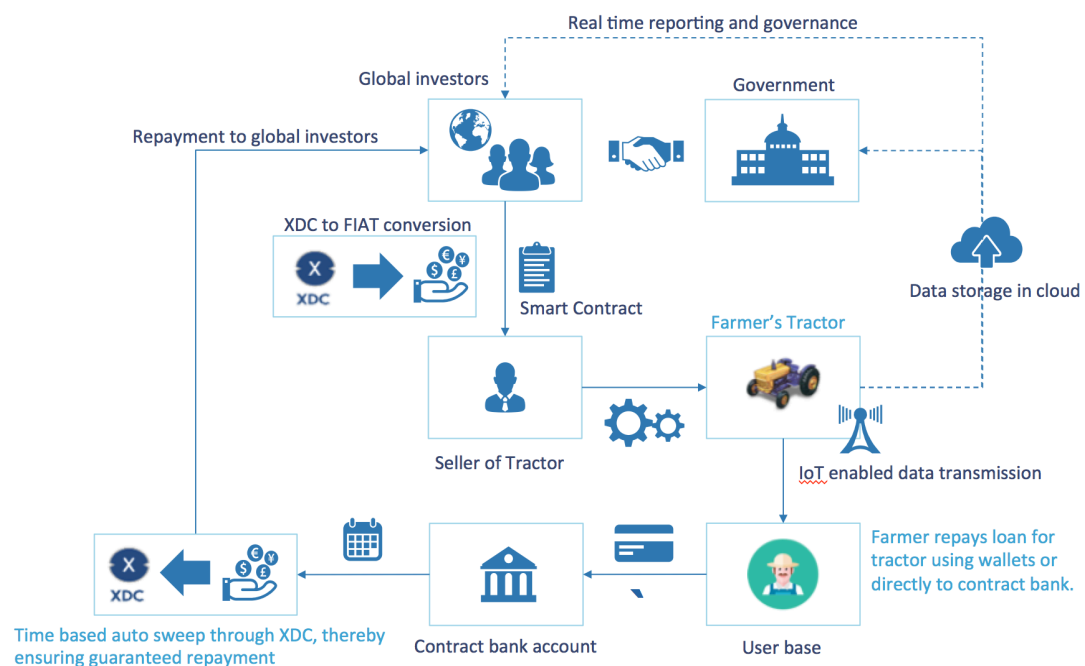 Real time reporting and governance
Global investors
Government
Repayment to global investors
XDC to FIAT conversion
X
XDC
€
¥
$
£
Smart Contract
Data storage in cloud
Farmer’s Tractor
Seller of Tractor
IoT enabled data transmission
Farmer repays loan for
tractor using wallets or
directly to contract bank.
X
XDC
€
¥
$
£
Time based auto sweep through XDC, thereby
ensuring guaranteed repayment
Contract bank account
User base